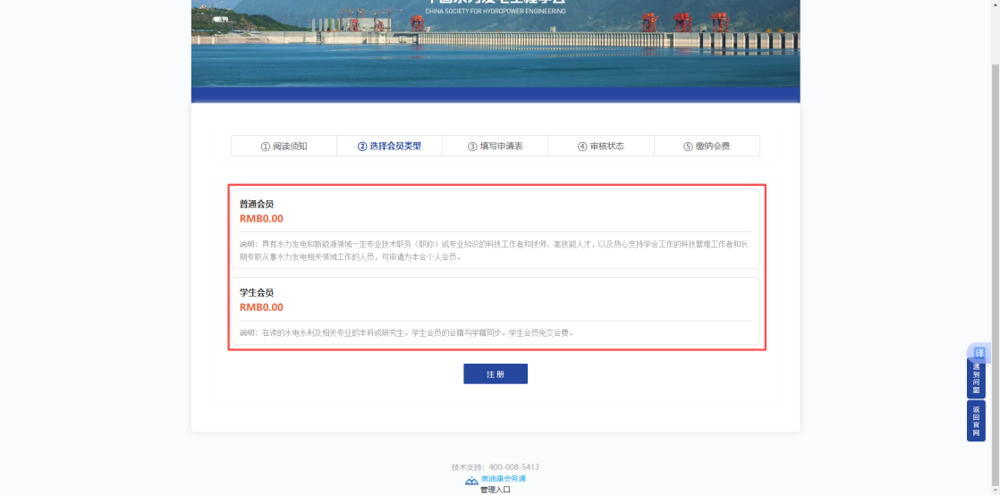 中国水力发电工程学会
CHINA SOCIETY FOR HYDROPOWER ENGINEERING
① 阅读须知
② 选择会员类型
③ 填写申请表
④ 审核状态
⑤ 缴纳会费
普通会员
RMB0.00
说明：具有水力发电和新能源领域一定专业技术职务（职称）或专业知识的科技工作者和技师、高技能人才，以及热心支持学会工作的科技管理工作者和长
期专职从事水力发电相关领域工作的人员，可申请为本会个人会员。
学生会员
RMB0.00
说明：在读的水电水利及相关专业的本科或研究生。学生会员的会籍与学籍同步。学生会员免交会费。
注 册
译
遇到问题
返回官网
技术支持：400-008-5413
美迪康会务通
管理入口